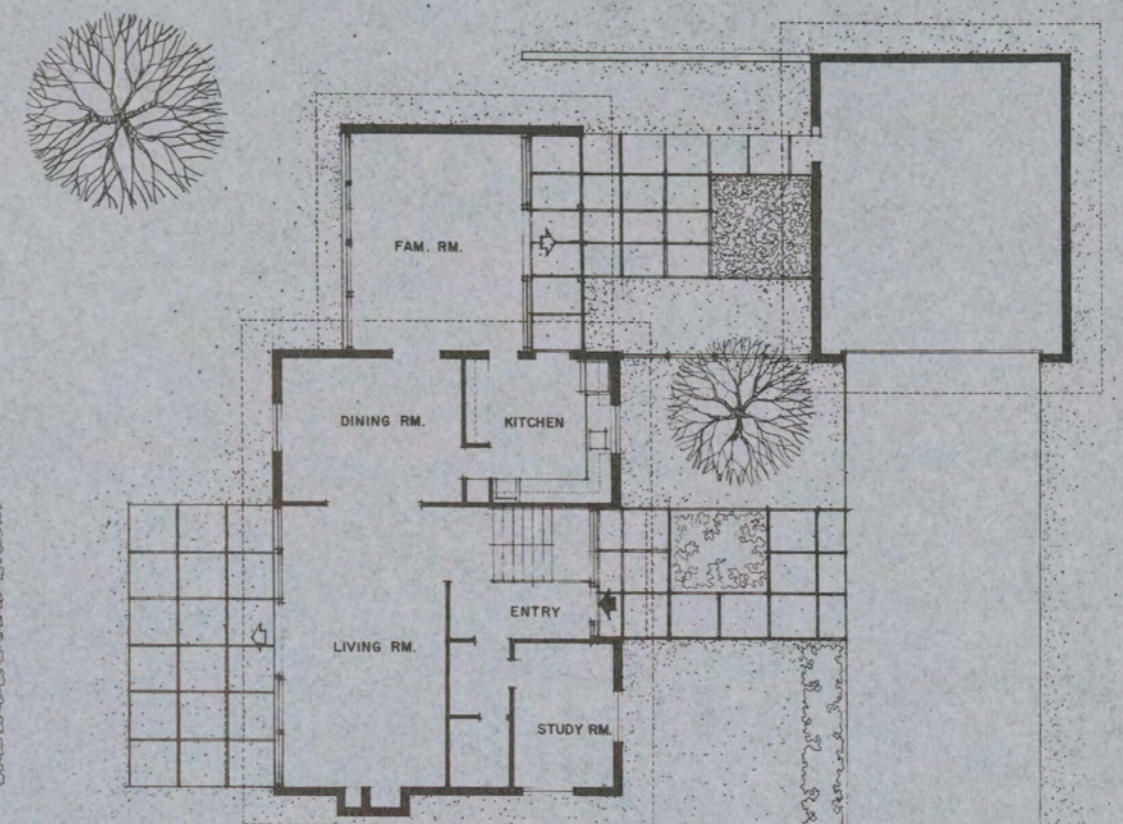 FAM. RM.
DINING RM.
KITCHEN
ENTRY
LIVING RM.
STUDY RM.